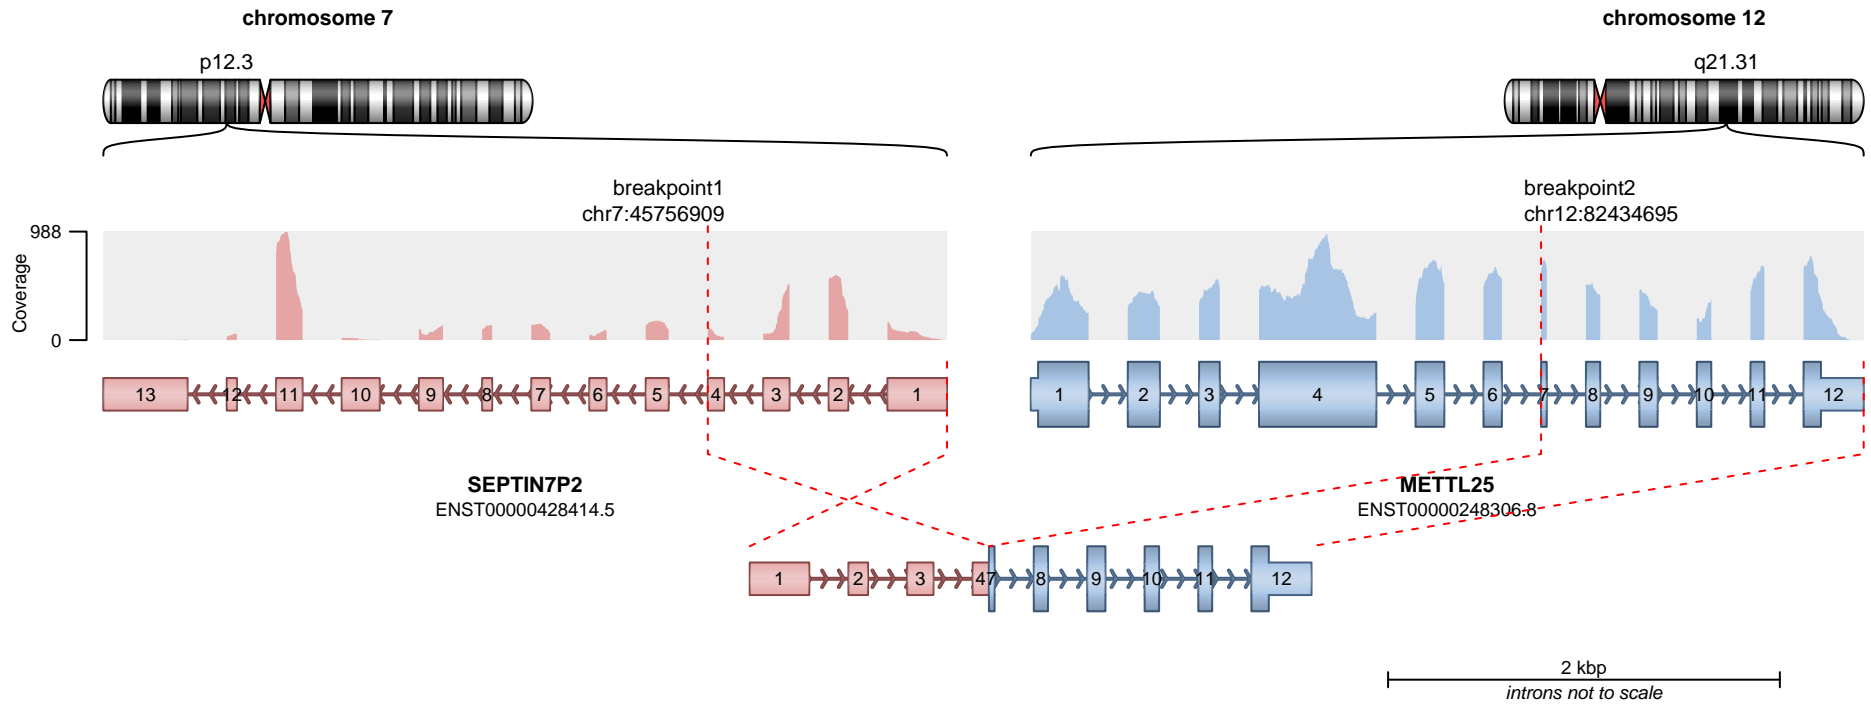 chromosome 7
chromosome 12
p12.3
q21.31
breakpoint1
chr7:45756909
breakpoint2
chr12:82434695
988
0
Coverage
13 12 11 10 9 8 7 6 5 4 3 2 1
1 2 3 4 5 6 7 8 9 10 11 12
SEPTIN7P2
ENST00000428414.5
METTL25
ENST00000248306.8
1 2 3 4 7 8 9 10 11 12
2 kbp
introns not to scale